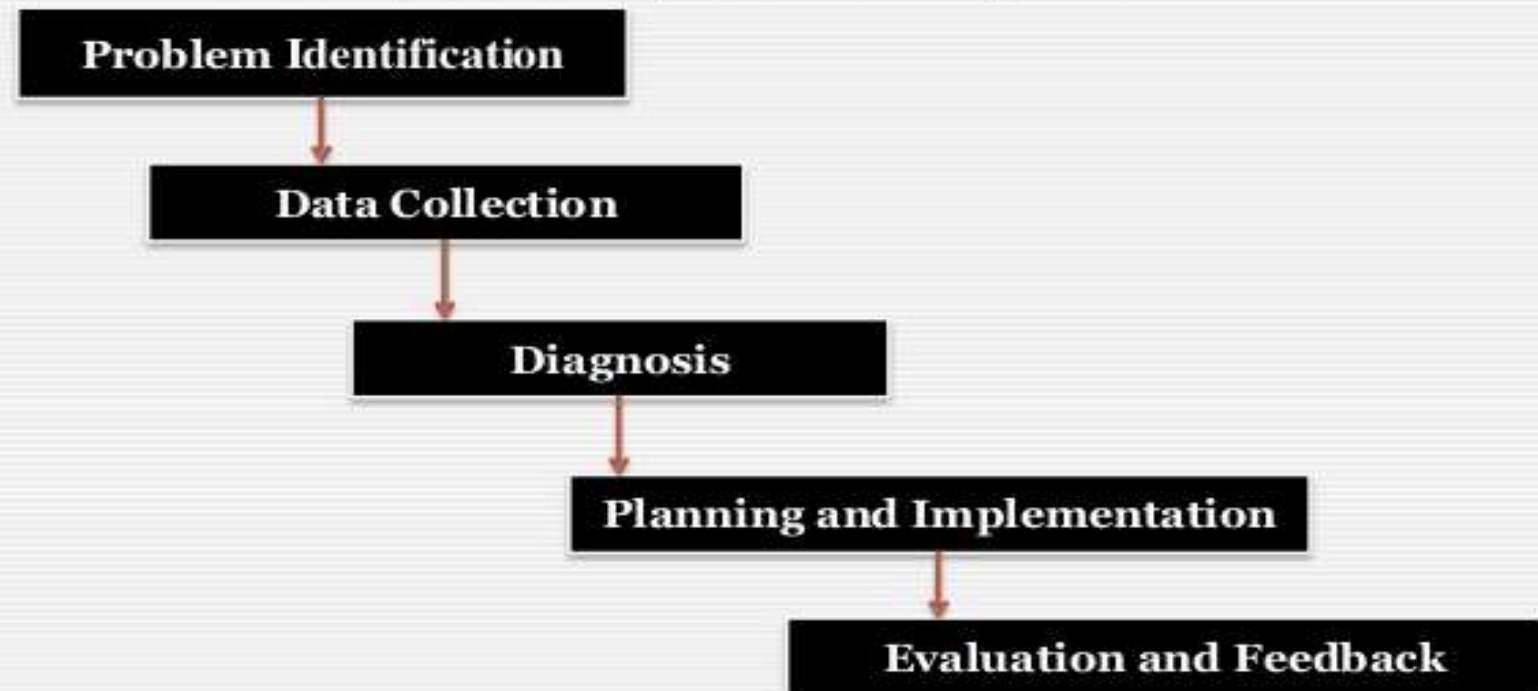 Problem Identification
Data Collection
Diagnosis
Planning and Implementation
Evaluation and Feedback